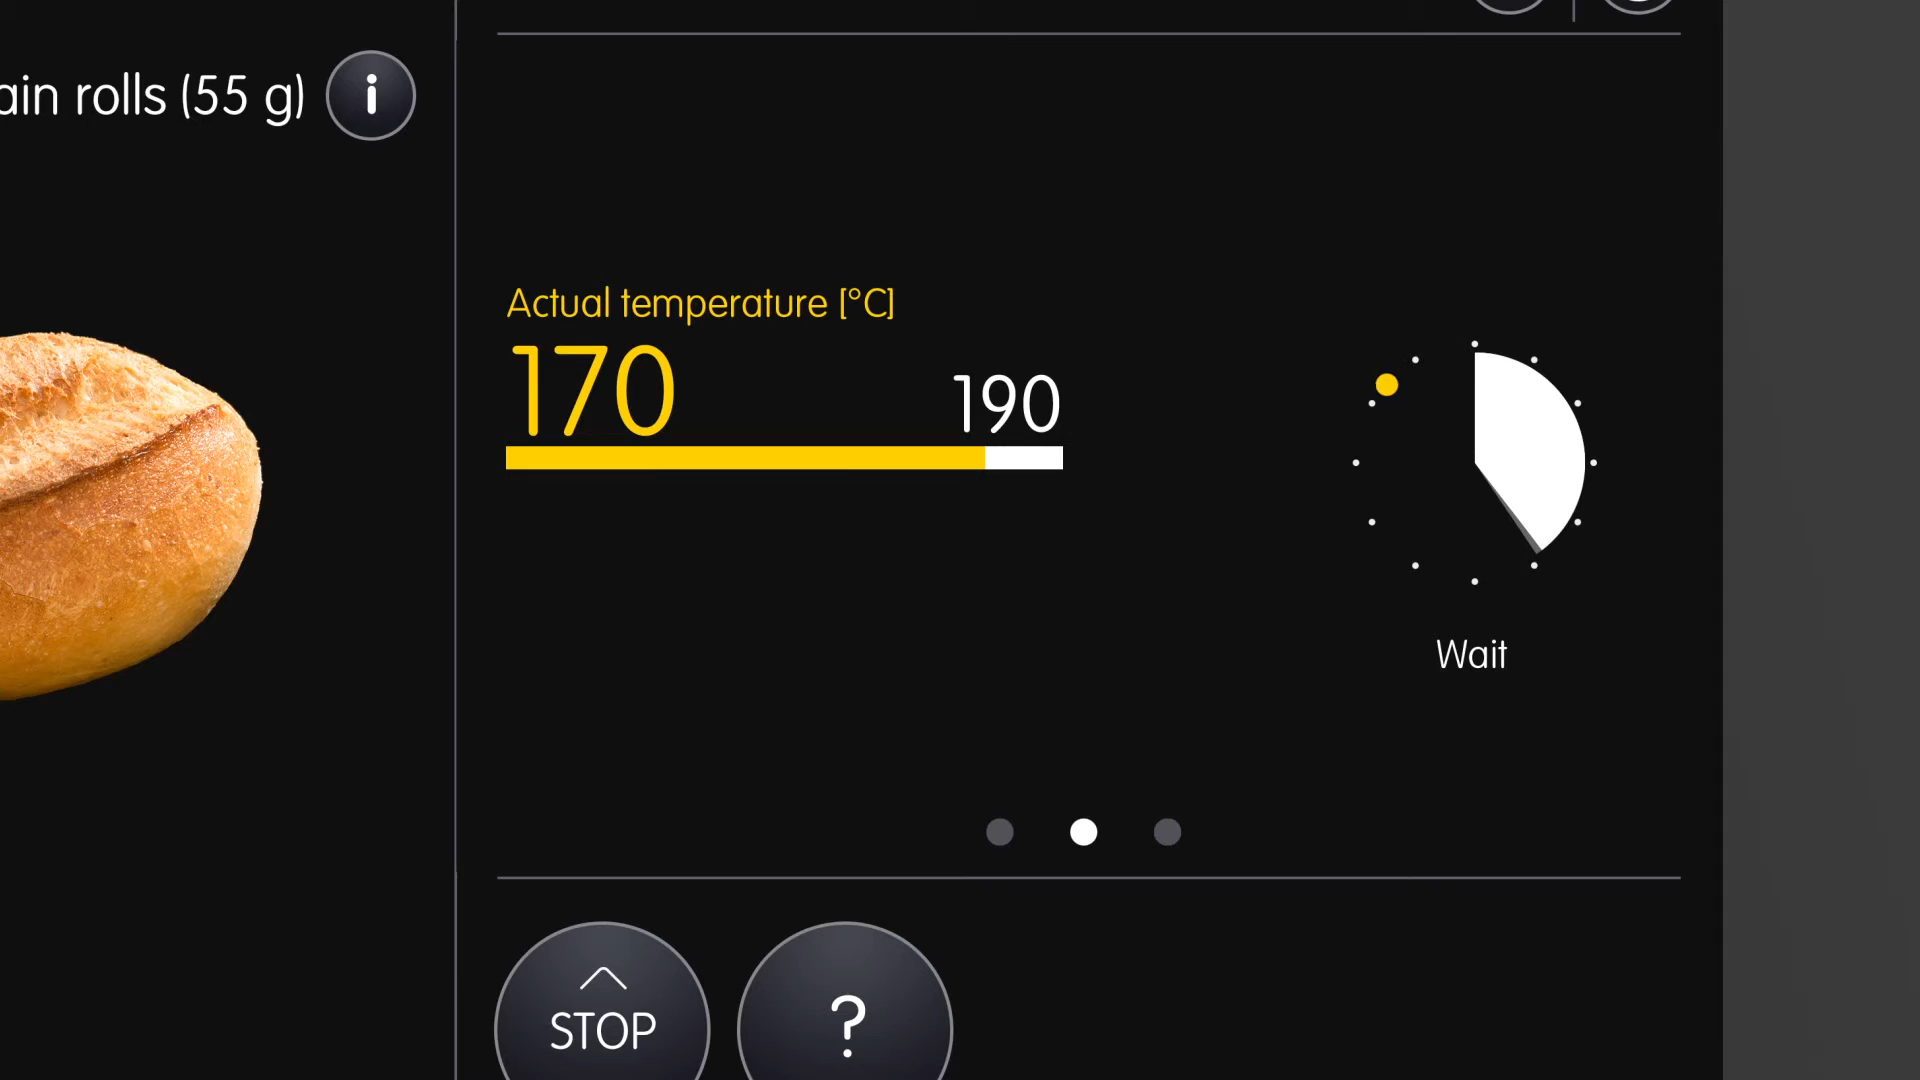 ain rolls (55 g) i
Actual temperature [°C]
170 190
Wait
STOP ?